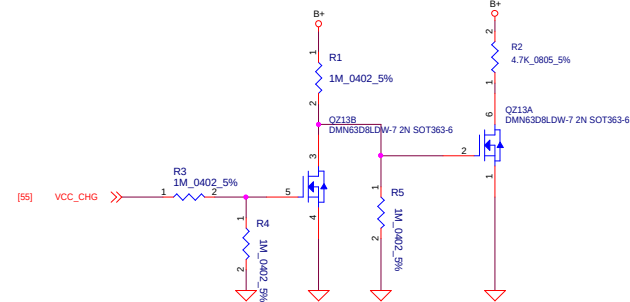 B+
B+
1
R1
1M_0402_5%
2
2
R2
4.7K_0805_5%
1
QZ13B
DMN63D8LDW-7 2N SOT363-6
6
QZ13A
DMN63D8LDW-7 2N SOT363-6
3
2
1
R3
1M_0402_5%
[55]
VCC_CHG
1
2
5
4
1
R5
1M_0402_5%
2
1
R4
1M_0402_5%
2